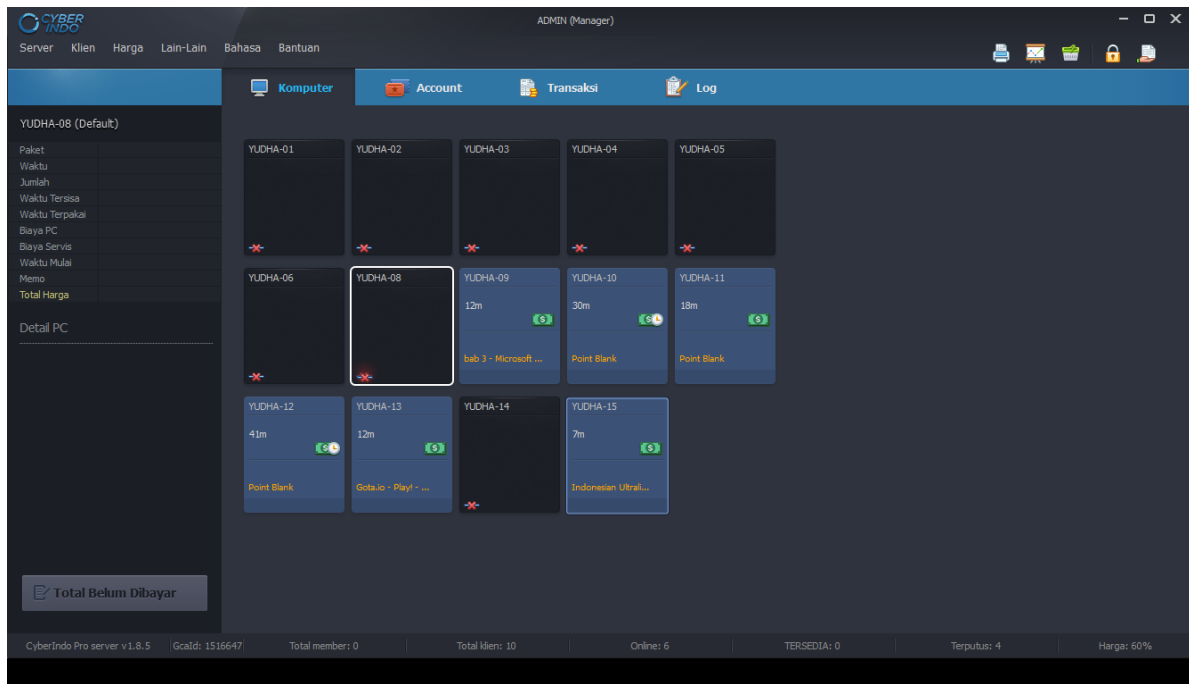 CYBER INDO
ADMIN (Manager)
Server Klien Harga Lain-Lain Bahasa Bantuan
Komputer Account Transaksi Log
YUDHA-08 (Default)
Paket
Waktu
Jumlah
Waktu Tersisa
Waktu Terpakai
Biaya PC
Biaya Servis
Waktu Mulai
Memo
Total Harga
Detail PC
Total Belum Dibayar
YUDHA-01 YUDHA-02 YUDHA-03 YUDHA-04 YUDHA-05
YUDHA-06 YUDHA-08 YUDHA-09 YUDHA-10 YUDHA-11
12m 30m 18m
bab 3 - Microsoft ... Point Blank Point Blank
YUDHA-12 YUDHA-13 YUDHA-14 YUDHA-15
41m 12m 7m
Point Blank Gota.io - Play! - ... Indonesian Ultrali...
CyberIndo Pro server v1.8.5 GcaId: 1516647 Total member: 0 Total klien: 10 Online: 6 TERSEDIA: 0 Terputus: 4 Harga: 60%